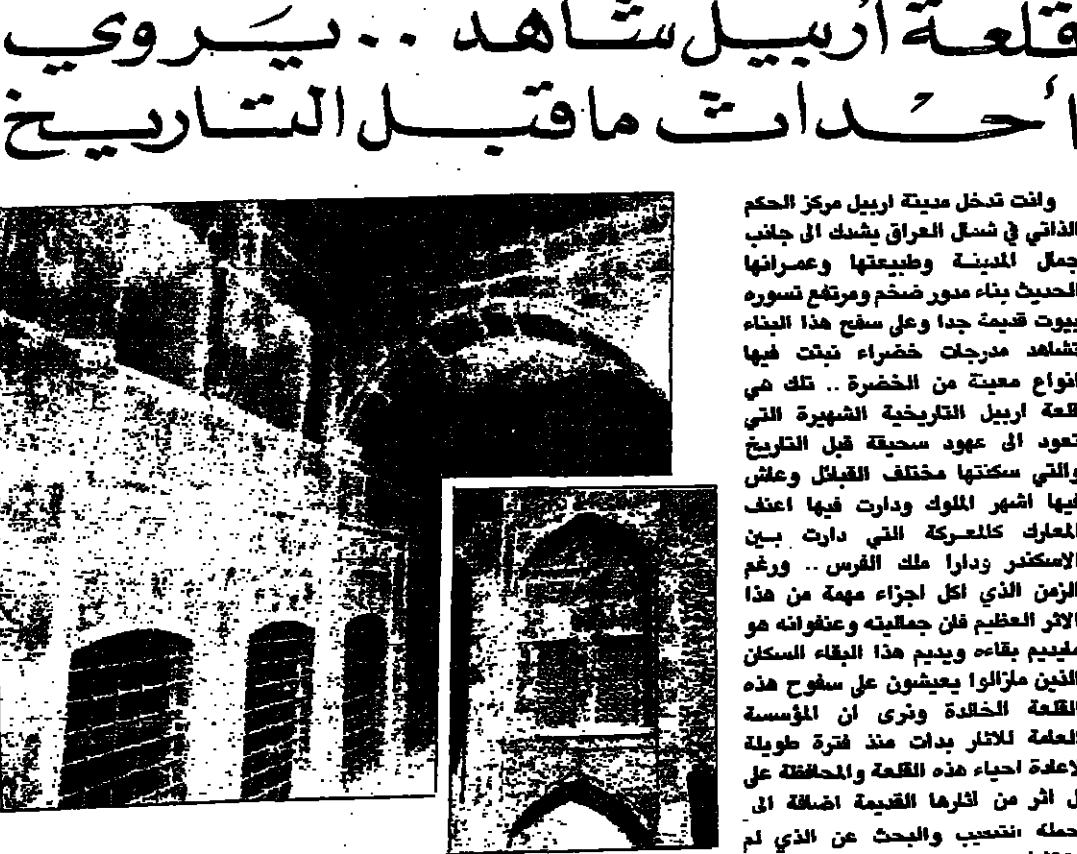 قلعة أربيل شاهد .. يَروي
أحَداث ماقبل التاريخ
وانت تدخل مدينة اربيل مركز الحكم
الذاتي في شمال العراق يشدك الى جانب
جمال المدينة وطبيعتها وعمرانها
الحديث بناء مدور ضخم ومرتفع تسوره
بيوت قديمة جدا وعلى سفح هذا البناء
تشاهد مدرجات خضراء نبتت فيها
انواع معينة من الخضرة .. تلك هي
قلعة اربيل التاريخية الشهيرة التي
تعود الى عهود سحيقة قبل التاريخ
والتي سكنتها مختلف القبائل وعاش
فيها اشهر الملوك ودارت فيها اعنف
المعارك كالمعركة التي دارت بين
الاسكندر ودارا ملك الفرس .. ورغم
الزمن الذي اكل اجزاء مهمة من هذا
الاثر العظيم فان جماليته وعنفوانه هو
مايديم بقاءه ويديم هذا البقاء السكان
الذين مازالوا يعيشون على سفوح هذه
القلعة الخالدة ونرى ان المؤسسة
العامة للاثار بدات منذ فترة طويلة
لاعادة احياء هذه القلعة والمحافظة على
اثر من اثارها القديمة اضافة الى
حملة التنقيب والبحث عن الذي لم